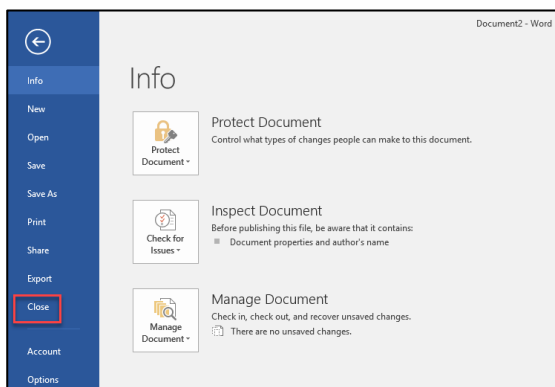 Document2 - Word
Info
New
Open
Save
Save As
Print
Share
Export
Close
Account
Options
Info
Protect Document
Control what types of changes people can make to this document.
Protect
Document
Inspect Document
Before publishing this file, be aware that it contains:
Document properties and author's name
Check for
Issues
Manage Document
Check in, check out, and recover unsaved changes.
There are no unsaved changes.
Manage
Document